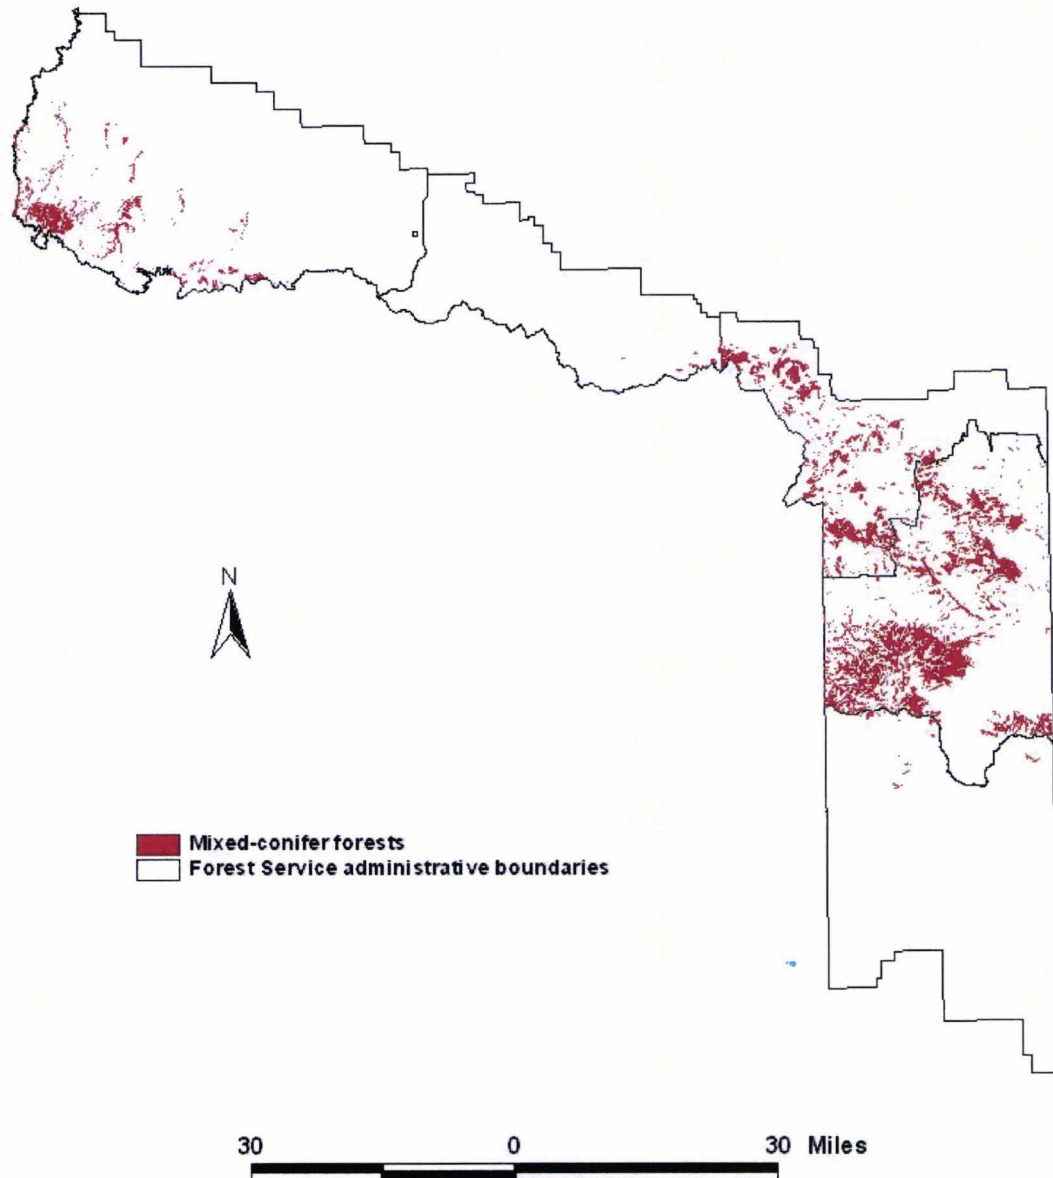 N
Mixed-conifer forests
Forest Service administrative boundaries
30 0 30 Miles